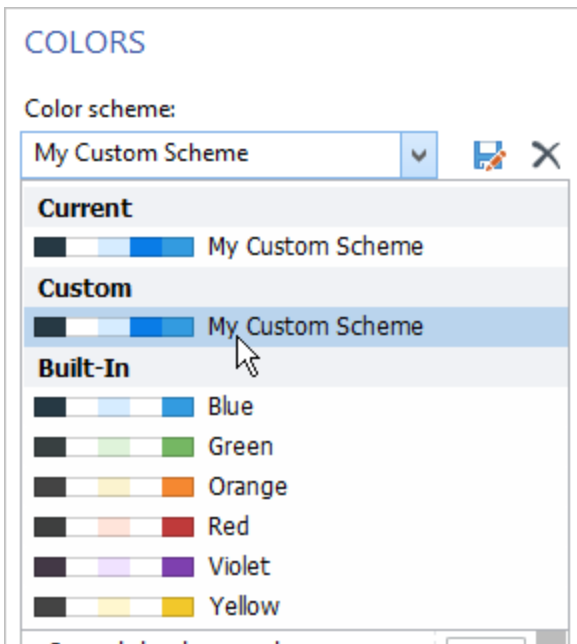 COLORS
Color scheme:
My Custom Scheme
Current
My Custom Scheme
Custom
My Custom Scheme
Built-In
Blue
Green
Orange
Red
Violet
Yellow